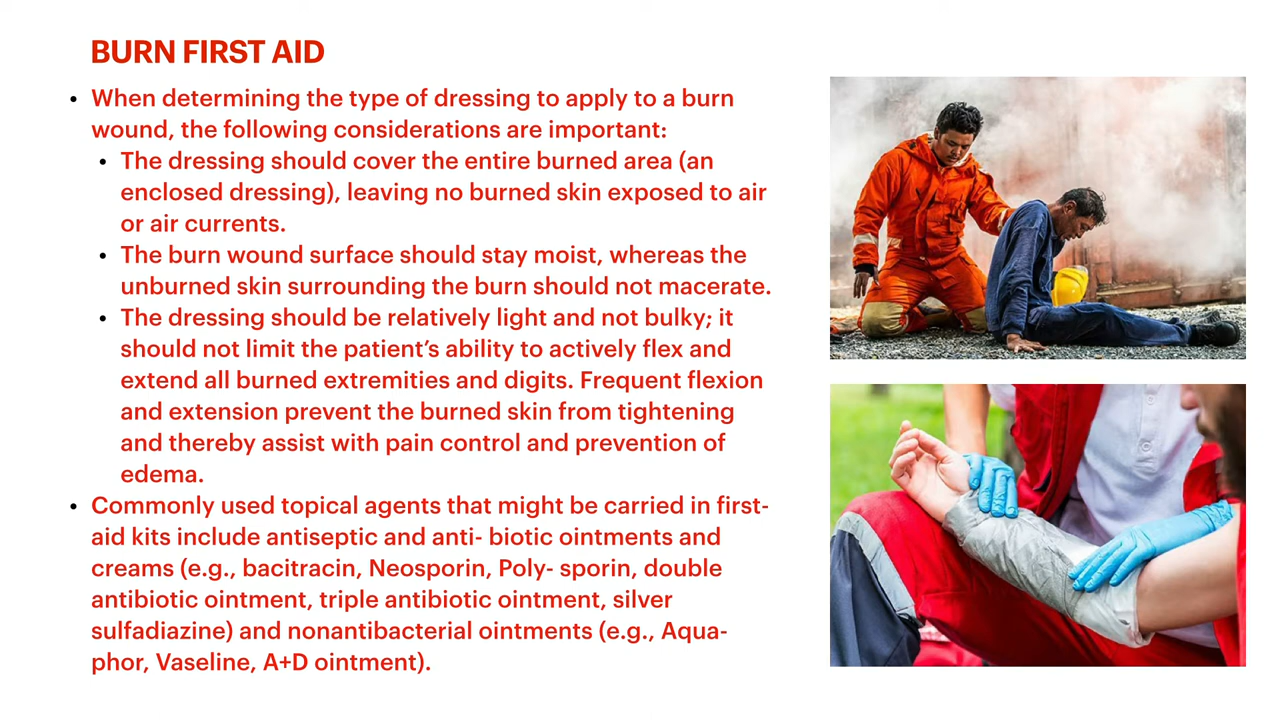 BURN FIRST AID
• When determining the type of dressing to apply to a burn
wound, the following considerations are important:
• The dressing should cover the entire burned area (an
enclosed dressing), leaving no burned skin exposed to air
or air currents.
• The burn wound surface should stay moist, whereas the
unburned skin surrounding the burn should not macerate.
• The dressing should be relatively light and not bulky; it
should not limit the patient’s ability to actively flex and
extend all burned extremities and digits. Frequent flexion
and extension prevent the burned skin from tightening
and thereby assist with pain control and prevention of
edema.
• Commonly used topical agents that might be carried in first-
aid kits include antiseptic and anti- biotic ointments and
creams (e.g., bacitracin, Neosporin, Poly- sporin, double
antibiotic ointment, triple antibiotic ointment, silver
sulfadiazine) and nonantibacterial ointments (e.g., Aqua-
phor, Vaseline, A+D ointment).